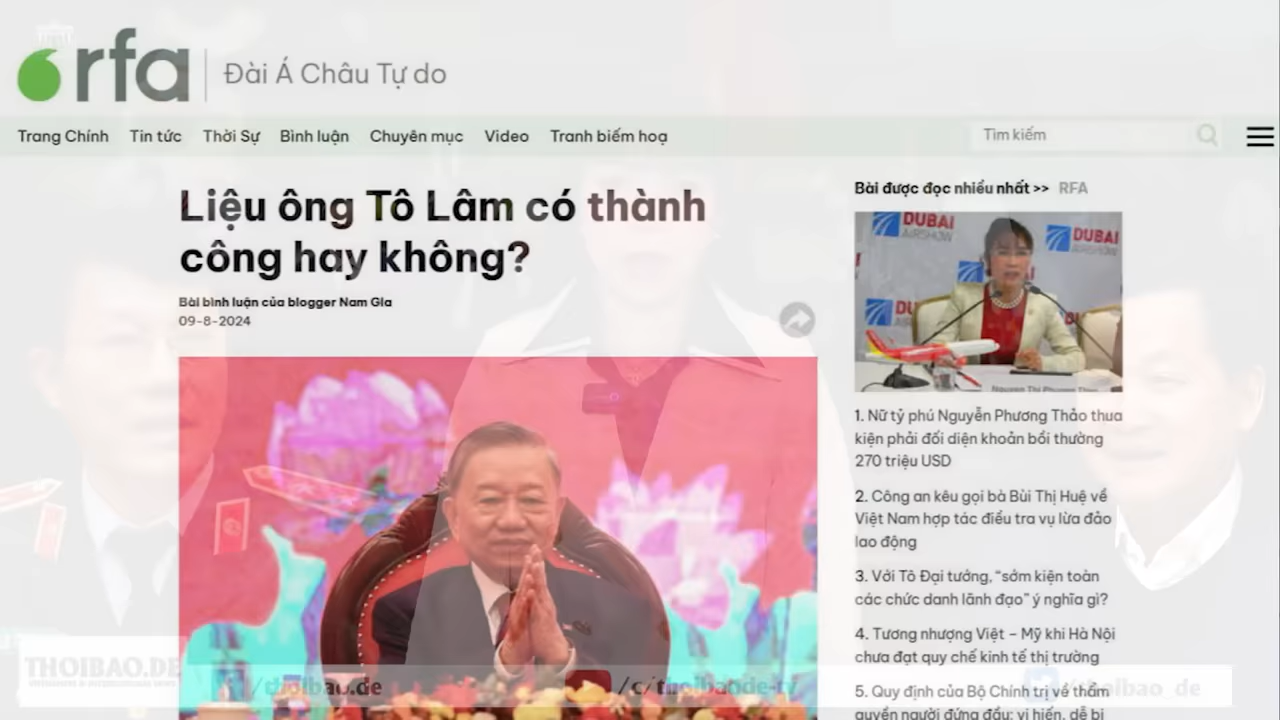 rfa
Đài Á Châu Tự do
Trang Chính Tin tức Thời Sự Bình luận Chuyên mục Video Tranh biếm hoạ
Tìm kiếm
Liệu ông Tô Lâm có thành
công hay không?
Bài bình luận của blogger Nam Gia
09-8-2024
Bài được đọc nhiều nhất >> RFA
DUBAI
AIRSHOW
DUBAI
AIRSHOW
1. Nữ tỷ phú Nguyễn Phương Thảo thua
kiện phải đối diện khoản bồi thường
270 triệu USD
2. Công an kêu gọi bà Bùi Thị Huệ về
Việt Nam hợp tác điều tra vụ lừa đảo
lao động
3. Với Tô Đại tướng, “sớm kiện toàn
các chức danh lãnh đạo” ý nghĩa gì?
4. Tương nhượng Việt – Mỹ khi Hà Nội
chưa đạt quy chế kinh tế thị trường
5. Quy định của Bộ Chính trị về thẩm
quyền người đứng đầu: vi hiến, dễ bị
THOIBAO.DE
/thoibao.de
/c/thoibaode-tv
/thoibao_de